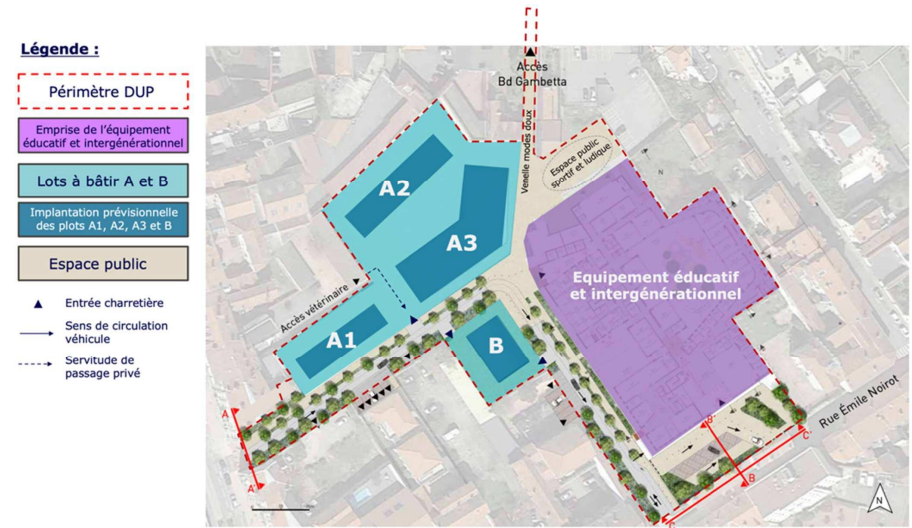 Légende :
Périmètre DUP
Emprise de l'équipement
éducatif et intergénérationnel
Lots à bâtir A et B
Implantation prévisionnelle
des plots A1, A2, A3 et B
Espace public
Entrée charretière
Sens de circulation
véhicule
Servitude de
passage privé
Accès
Bd Gambetta
Venelle modes doux
Espace public
sportif et ludique
A2
A3
Equipement éducatif
et intergénérationnel
Accès vétérinaire
A1
B
Rue Émile Noirot
A
A'
B'
B
C'
C
N
N